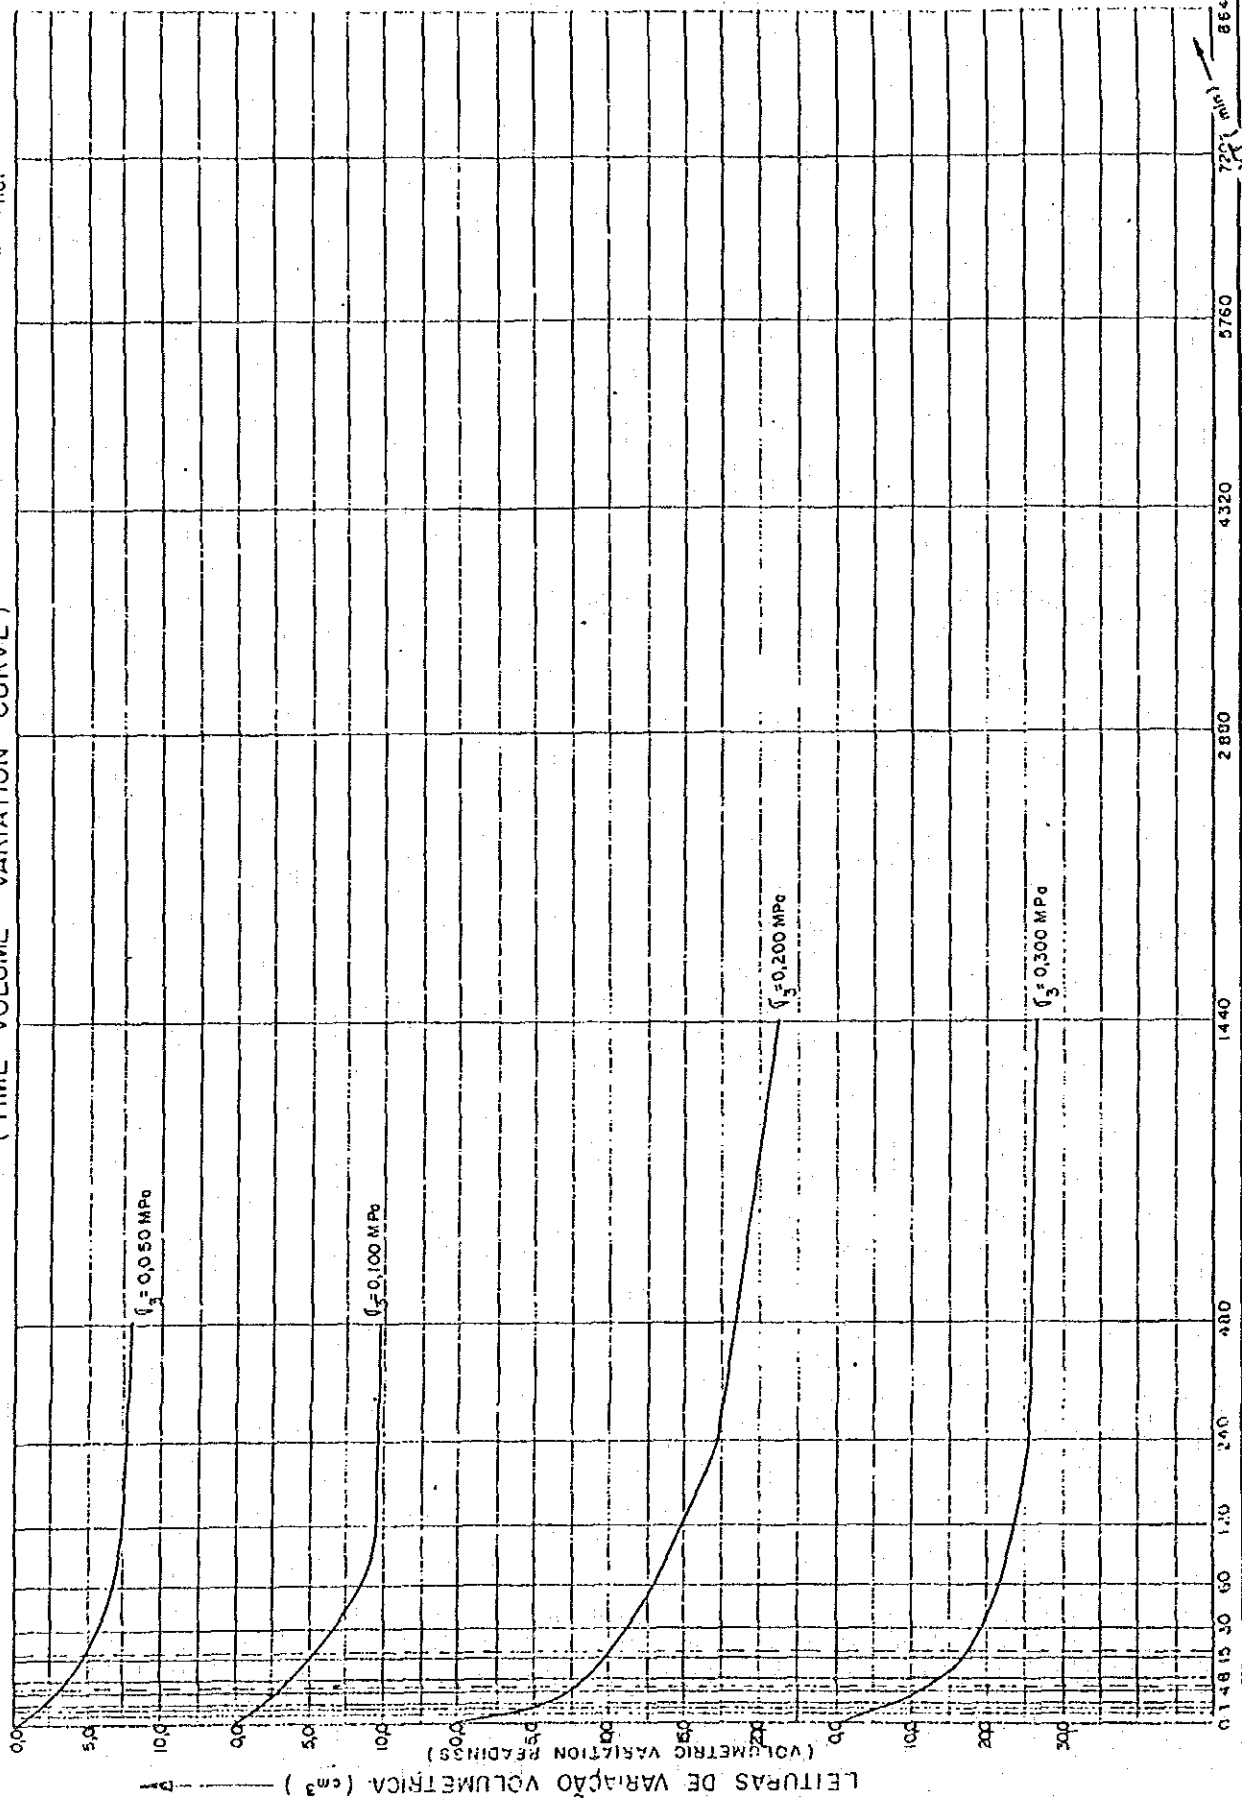 ( TIME VOLUME VARIATION CURVE )
0,0
5,0
10,0
σ3 = 0,050 MPa
0,0
5,0
10,0
σ3 = 0,100 MPa
0,0
5,0
10,0
15,0
20,0
σ3 = 0,200 MPa
0,0
10,0
20,0
30,0
σ3 = 0,300 MPa
0 1 4 8 15 30 60 120 240 480 1440 2880 4320 5760 7200 864
√t ( min )
LEITURAS DE VARIAÇÃO VOLUMETRICA ( cm³ )
( VOLUMETRIC VARIATION READINGS )